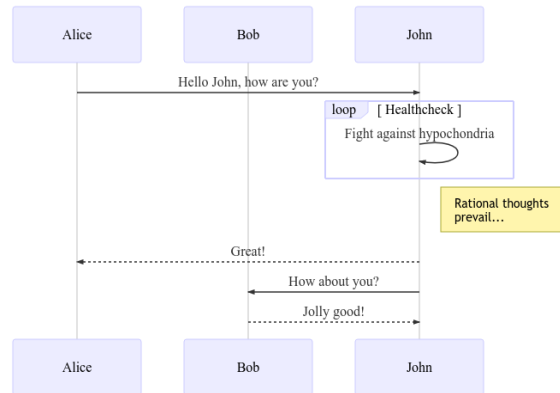 Alice
Bob
John
Hello John, how are you?
loop
[ Healthcheck ]
Fight against hypochondria
Rational thoughts
prevail...
Great!
How about you?
Jolly good!
Alice
Bob
John